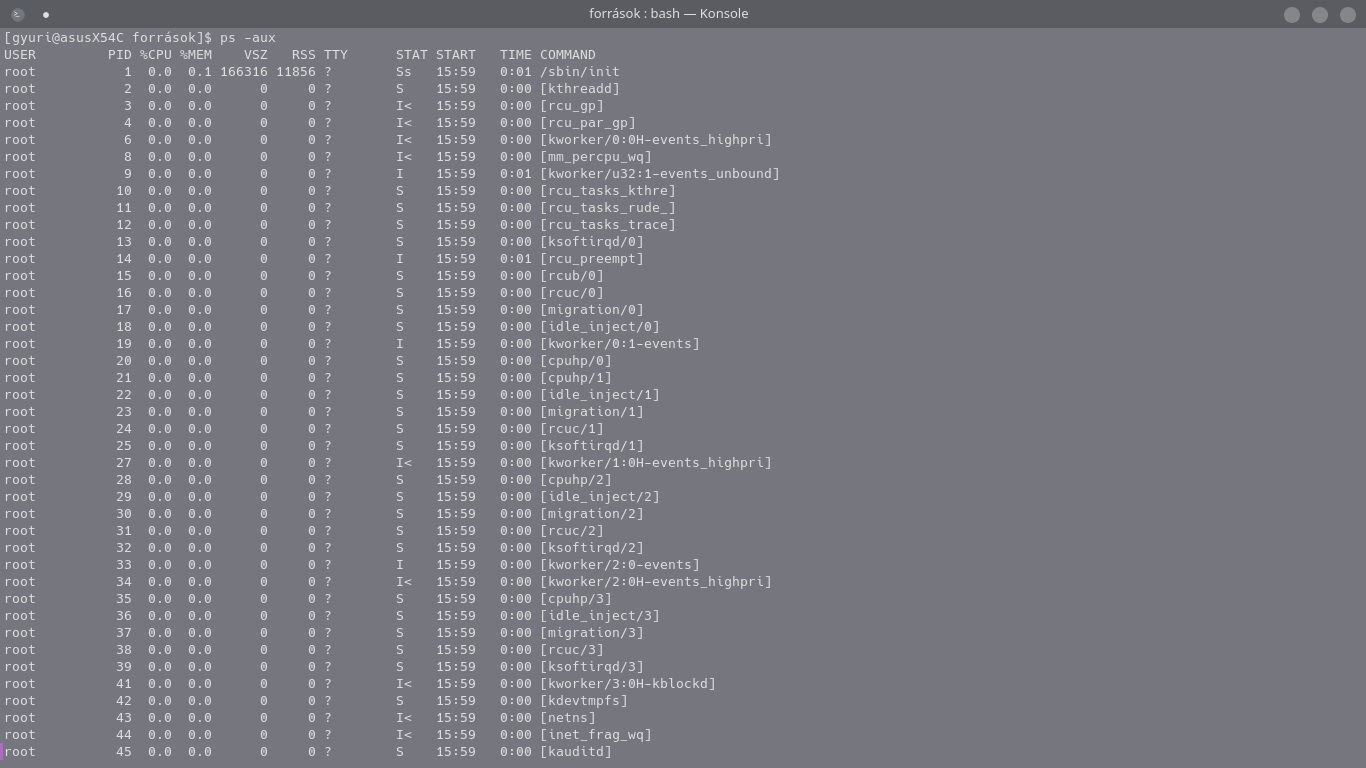 források : bash — Konsole
[gyuri@asusX54C források]$ ps -aux
USER         PID %CPU %MEM    VSZ   RSS TTY      STAT START   TIME COMMAND
root           1  0.0  0.1 166316 11856 ?        Ss   15:59   0:01 /sbin/init
root           2  0.0  0.0      0     0 ?        S    15:59   0:00 [kthreadd]
root           3  0.0  0.0      0     0 ?        I<   15:59   0:00 [rcu_gp]
root           4  0.0  0.0      0     0 ?        I<   15:59   0:00 [rcu_par_gp]
root           6  0.0  0.0      0     0 ?        I<   15:59   0:00 [kworker/0:0H-events_highpri]
root           8  0.0  0.0      0     0 ?        I<   15:59   0:00 [mm_percpu_wq]
root           9  0.0  0.0      0     0 ?        I    15:59   0:01 [kworker/u32:1-events_unbound]
root          10  0.0  0.0      0     0 ?        S    15:59   0:00 [rcu_tasks_kthre]
root          11  0.0  0.0      0     0 ?        S    15:59   0:00 [rcu_tasks_rude_]
root          12  0.0  0.0      0     0 ?        S    15:59   0:00 [rcu_tasks_trace]
root          13  0.0  0.0      0     0 ?        S    15:59   0:00 [ksoftirqd/0]
root          14  0.0  0.0      0     0 ?        I    15:59   0:01 [rcu_preempt]
root          15  0.0  0.0      0     0 ?        S    15:59   0:00 [rcub/0]
root          16  0.0  0.0      0     0 ?        S    15:59   0:00 [rcuc/0]
root          17  0.0  0.0      0     0 ?        S    15:59   0:00 [migration/0]
root          18  0.0  0.0      0     0 ?        S    15:59   0:00 [idle_inject/0]
root          19  0.0  0.0      0     0 ?        I    15:59   0:00 [kworker/0:1-events]
root          20  0.0  0.0      0     0 ?        S    15:59   0:00 [cpuhp/0]
root          21  0.0  0.0      0     0 ?        S    15:59   0:00 [cpuhp/1]
root          22  0.0  0.0      0     0 ?        S    15:59   0:00 [idle_inject/1]
root          23  0.0  0.0      0     0 ?        S    15:59   0:00 [migration/1]
root          24  0.0  0.0      0     0 ?        S    15:59   0:00 [rcuc/1]
root          25  0.0  0.0      0     0 ?        S    15:59   0:00 [ksoftirqd/1]
root          27  0.0  0.0      0     0 ?        I<   15:59   0:00 [kworker/1:0H-events_highpri]
root          28  0.0  0.0      0     0 ?        S    15:59   0:00 [cpuhp/2]
root          29  0.0  0.0      0     0 ?        S    15:59   0:00 [idle_inject/2]
root          30  0.0  0.0      0     0 ?        S    15:59   0:00 [migration/2]
root          31  0.0  0.0      0     0 ?        S    15:59   0:00 [rcuc/2]
root          32  0.0  0.0      0     0 ?        S    15:59   0:00 [ksoftirqd/2]
root          33  0.0  0.0      0     0 ?        I    15:59   0:00 [kworker/2:0-events]
root          34  0.0  0.0      0     0 ?        I<   15:59   0:00 [kworker/2:0H-events_highpri]
root          35  0.0  0.0      0     0 ?        S    15:59   0:00 [cpuhp/3]
root          36  0.0  0.0      0     0 ?        S    15:59   0:00 [idle_inject/3]
root          37  0.0  0.0      0     0 ?        S    15:59   0:00 [migration/3]
root          38  0.0  0.0      0     0 ?        S    15:59   0:00 [rcuc/3]
root          39  0.0  0.0      0     0 ?        S    15:59   0:00 [ksoftirqd/3]
root          41  0.0  0.0      0     0 ?        I<   15:59   0:00 [kworker/3:0H-kblockd]
root          42  0.0  0.0      0     0 ?        S    15:59   0:00 [kdevtmpfs]
root          43  0.0  0.0      0     0 ?        I<   15:59   0:00 [netns]
root          44  0.0  0.0      0     0 ?        I<   15:59   0:00 [inet_frag_wq]
root          45  0.0  0.0      0     0 ?        S    15:59   0:00 [kauditd]